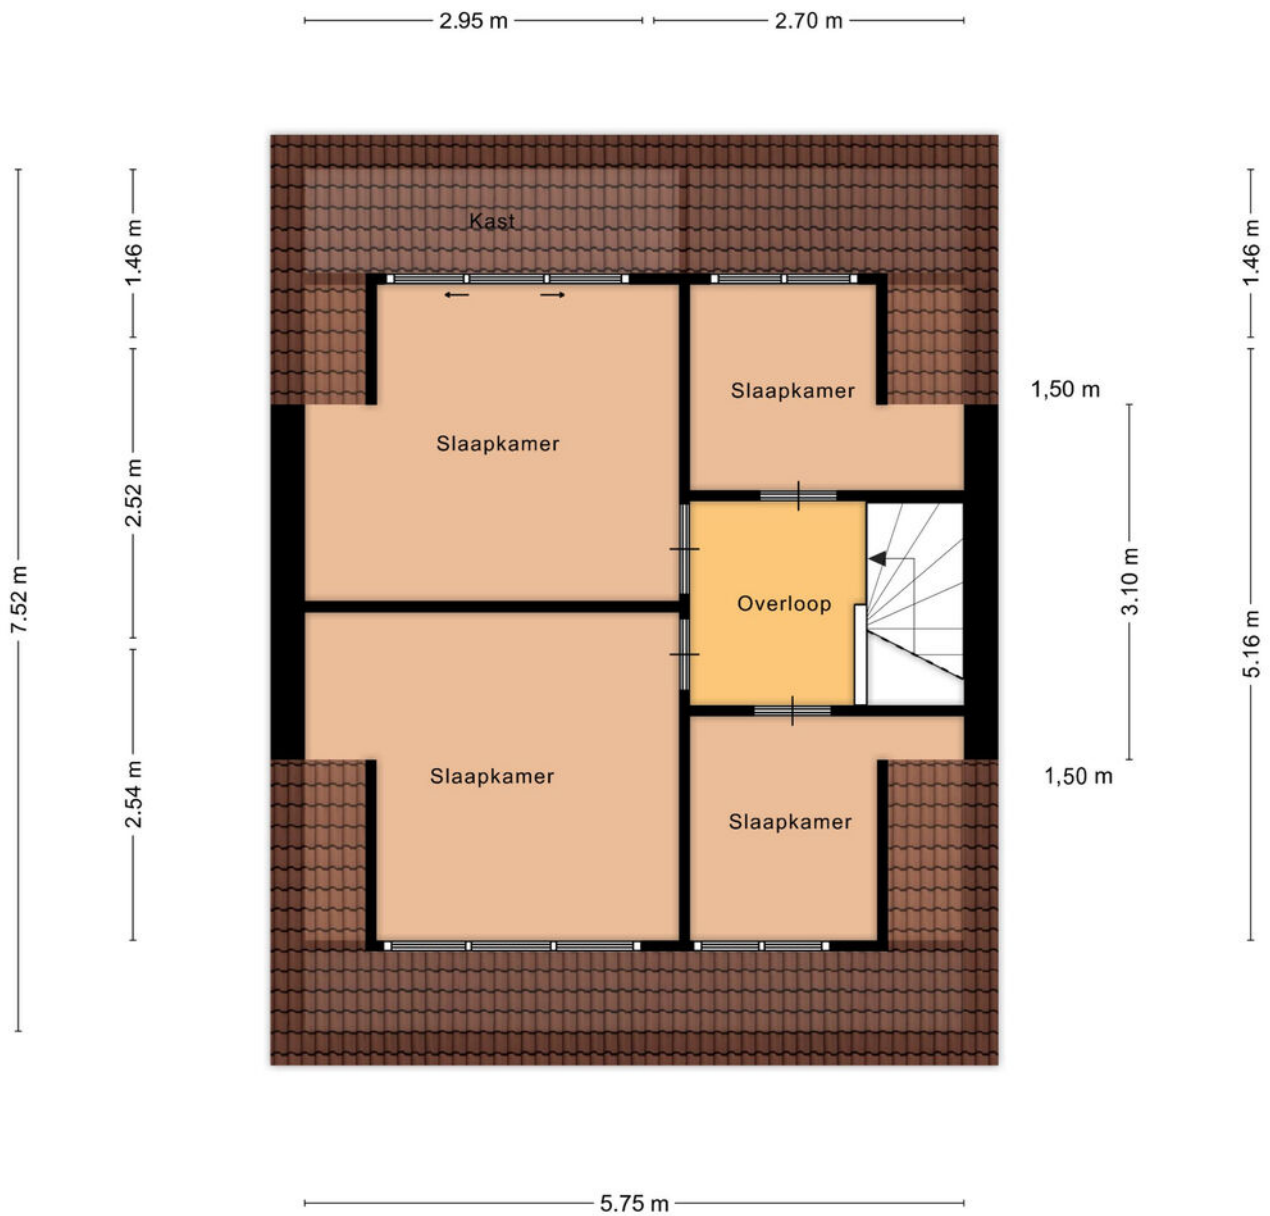 2.95 m
2.70 m
Kast
1.46 m
1.46 m
1,50 m
Slaapkamer
Slaapkamer
2.52 m
3.10 m
7.52 m
Overloop
5.16 m
Slaapkamer
1,50 m
2.54 m
Slaapkamer
5.75 m